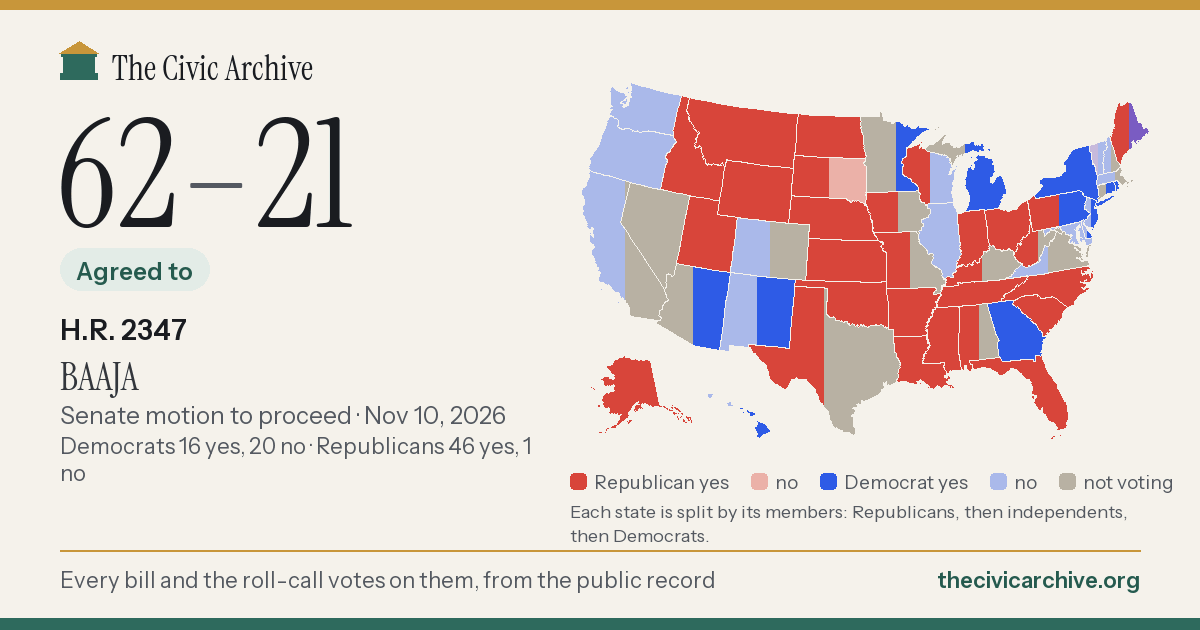 The Civic Archive
62–21
Agreed to
H.R. 2347
BAAJA
Senate motion to proceed · Nov 10, 2026
Democrats 16 yes, 20 no · Republicans 46 yes, 1
no
Republican yes no Democrat yes no not voting
Each state is split by its members: Republicans, then independents,
then Democrats.
Every bill and the roll-call votes on them, from the public record
thecivicarchive.org